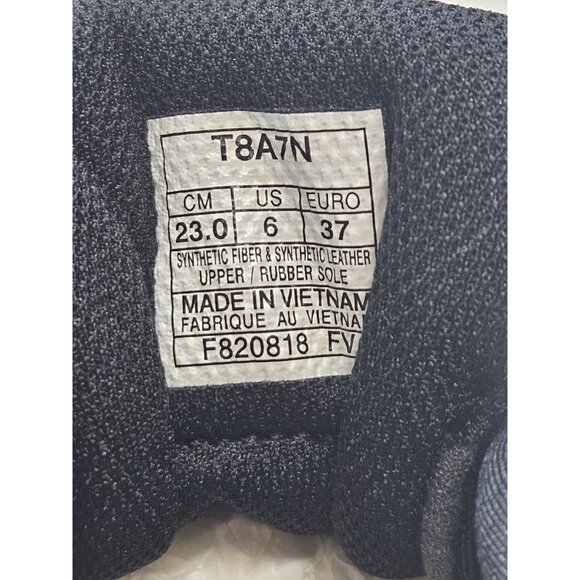 T8A7N
CM US EURO
23.0 6 37
SYNTHETIC FIBER & SYNTHETIC LEATHER
UPPER / RUBBER SOLE
MADE IN VIETNAM
FABRIQUE AU VIETNA
F820818 FV